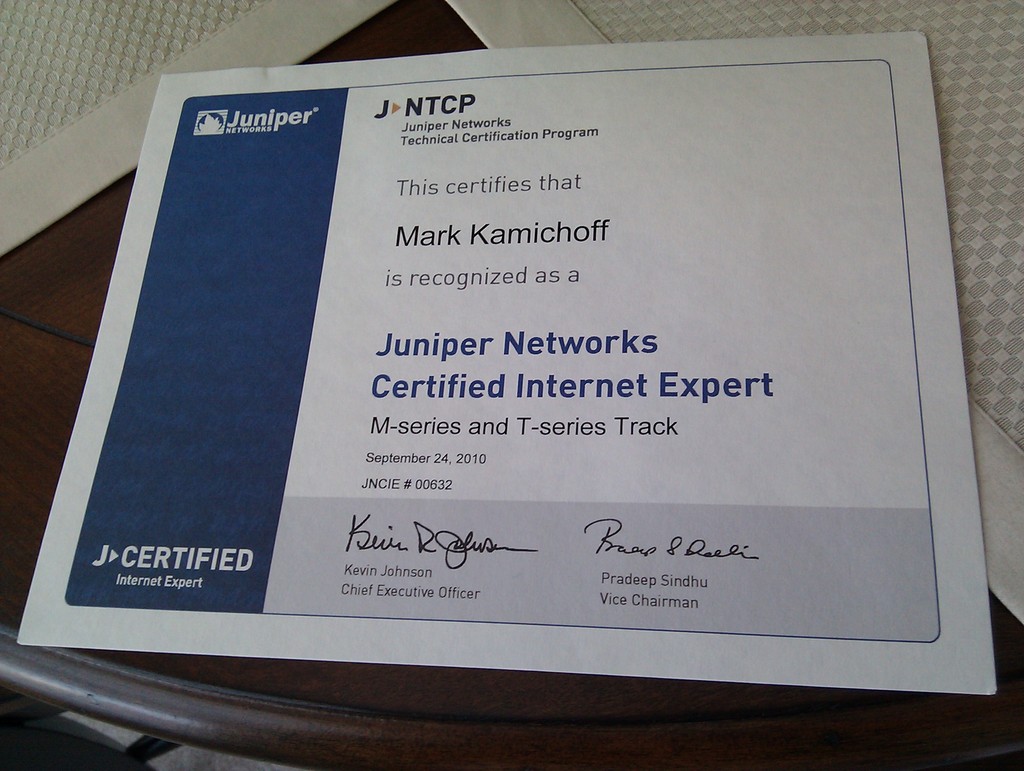 Juniper®
NETWORKS
J NTCP
Juniper Networks
Technical Certification Program
This certifies that
Mark Kamichoff
is recognized as a
Juniper Networks
Certified Internet Expert
M-series and T-series Track
September 24, 2010
JNCIE # 00632
J CERTIFIED
Internet Expert
Kevin R Johnson
Kevin Johnson
Chief Executive Officer
Pradeep Sindhu
Vice Chairman